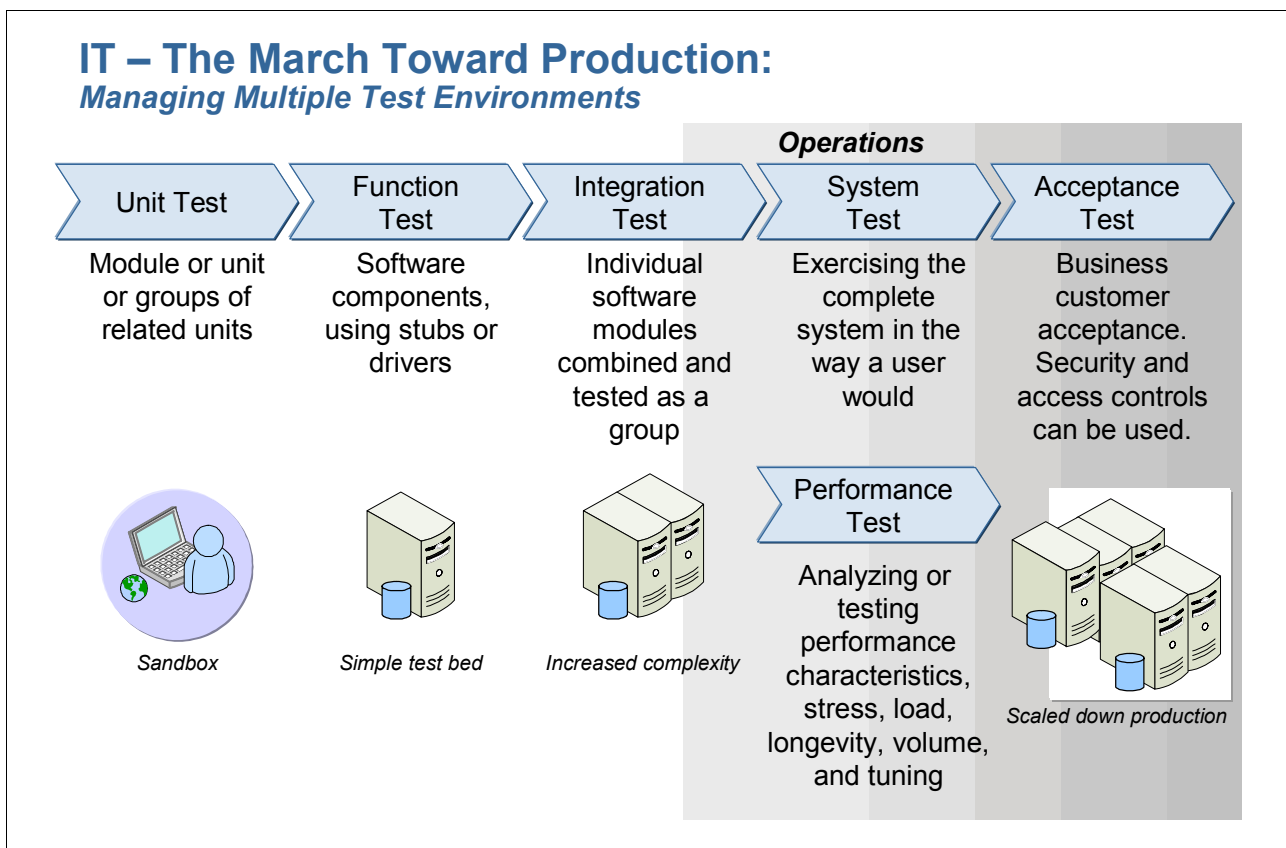 IT – The March Toward Production:
Managing Multiple Test Environments
Operations
Unit Test
Function
Test
Integration
Test
System
Test
Acceptance
Test
Module or unit
or groups of
related units
Software
components,
using stubs or
drivers
Individual
software
modules
combined and
tested as a
group
Exercising the
complete
system in the
way a user
would
Business
customer
acceptance.
Security and
access controls
can be used.
Performance
Test
Analyzing or
testing
performance
characteristics,
stress, load,
longevity, volume,
and tuning
Sandbox
Simple test bed
Increased complexity
Scaled down production